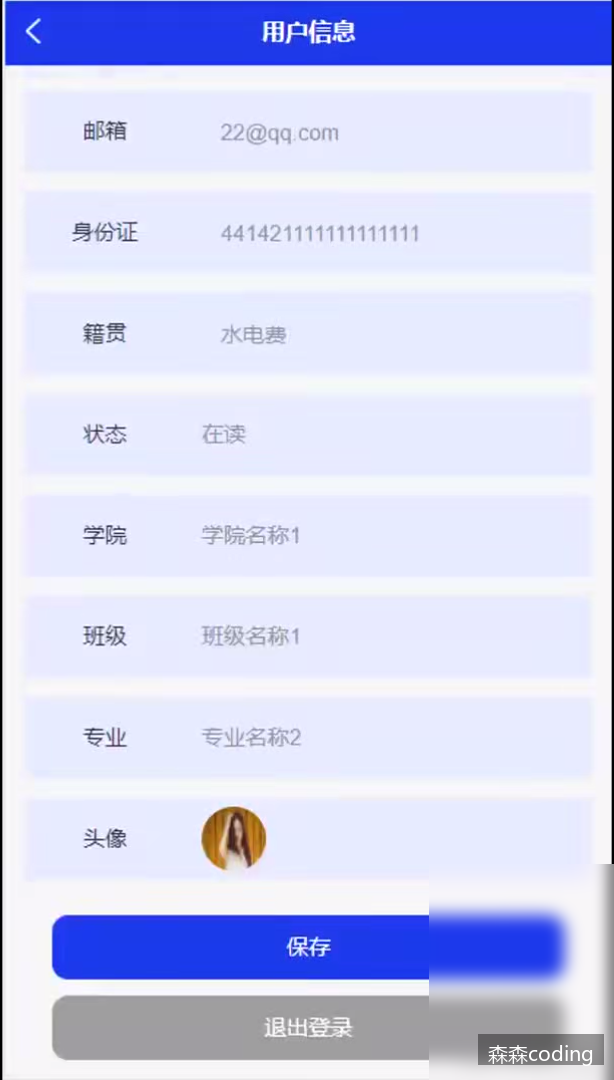 用户信息
邮箱 22@qq.com
身份证 441421111111111111
籍贯 水电费
状态 在读
学院 学院名称1
班级 班级名称1
专业 专业名称2
头像
保存
退出登录
森森coding